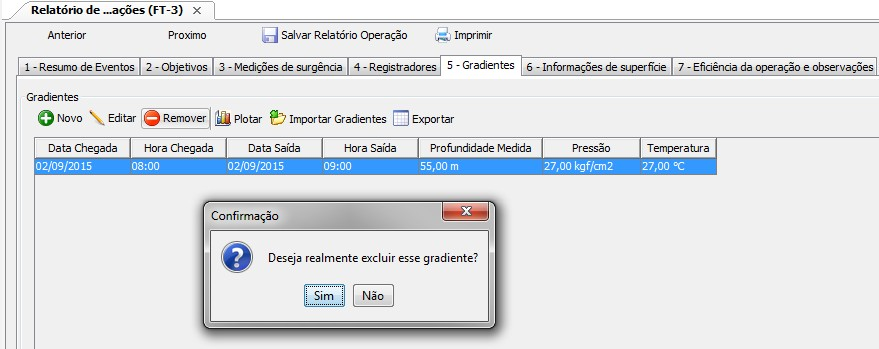 Relatório de ...ações (FT-3)
Anterior Proximo Salvar Relatório Operação Imprimir
1 - Resumo de Eventos 2 - Objetivos 3 - Medições de surgência 4 - Registradores 5 - Gradientes 6 - Informações de superfície 7 - Eficiência da operação e observações
Gradientes
Novo Editar Remover Plotar Importar Gradientes Exportar
Data Chegada Hora Chegada Data Saída Hora Saída Profundidade Medida Pressão Temperatura
02/09/2015 08:00 02/09/2015 09:00 55,00 m 27,00 kgf/cm2 27,00 ºC
Confirmação
Deseja realmente excluir esse gradiente?
Sim Não